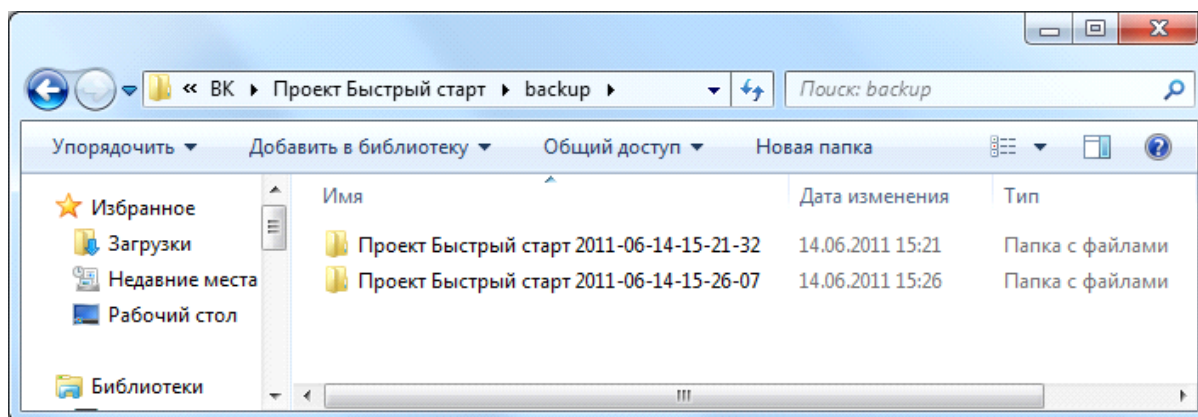 « ВК ▸ Проект Быстрый старт ▸ backup ▸ Поиск: backup
Упорядочить ▼ Добавить в библиотеку ▼ Общий доступ ▼ Новая папка
Избранное
Загрузки
Недавние места
Рабочий стол
Библиотеки
Имя Дата изменения Тип
Проект Быстрый старт 2011-06-14-15-21-32 14.06.2011 15:21 Папка с файлами
Проект Быстрый старт 2011-06-14-15-26-07 14.06.2011 15:26 Папка с файлами